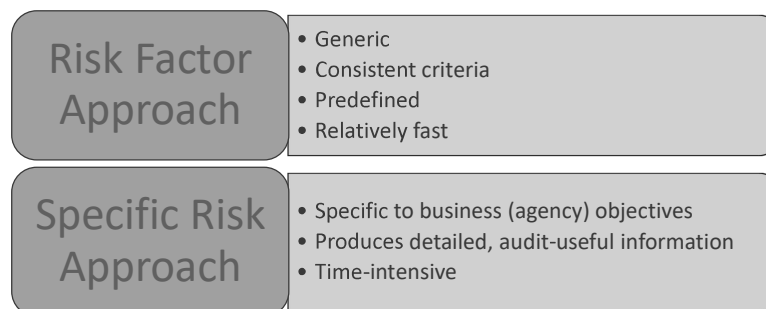 Risk Factor
Approach
• Generic
• Consistent criteria
• Predefined
• Relatively fast
Specific Risk
Approach
• Specific to business (agency) objectives
• Produces detailed, audit-useful information
• Time-intensive